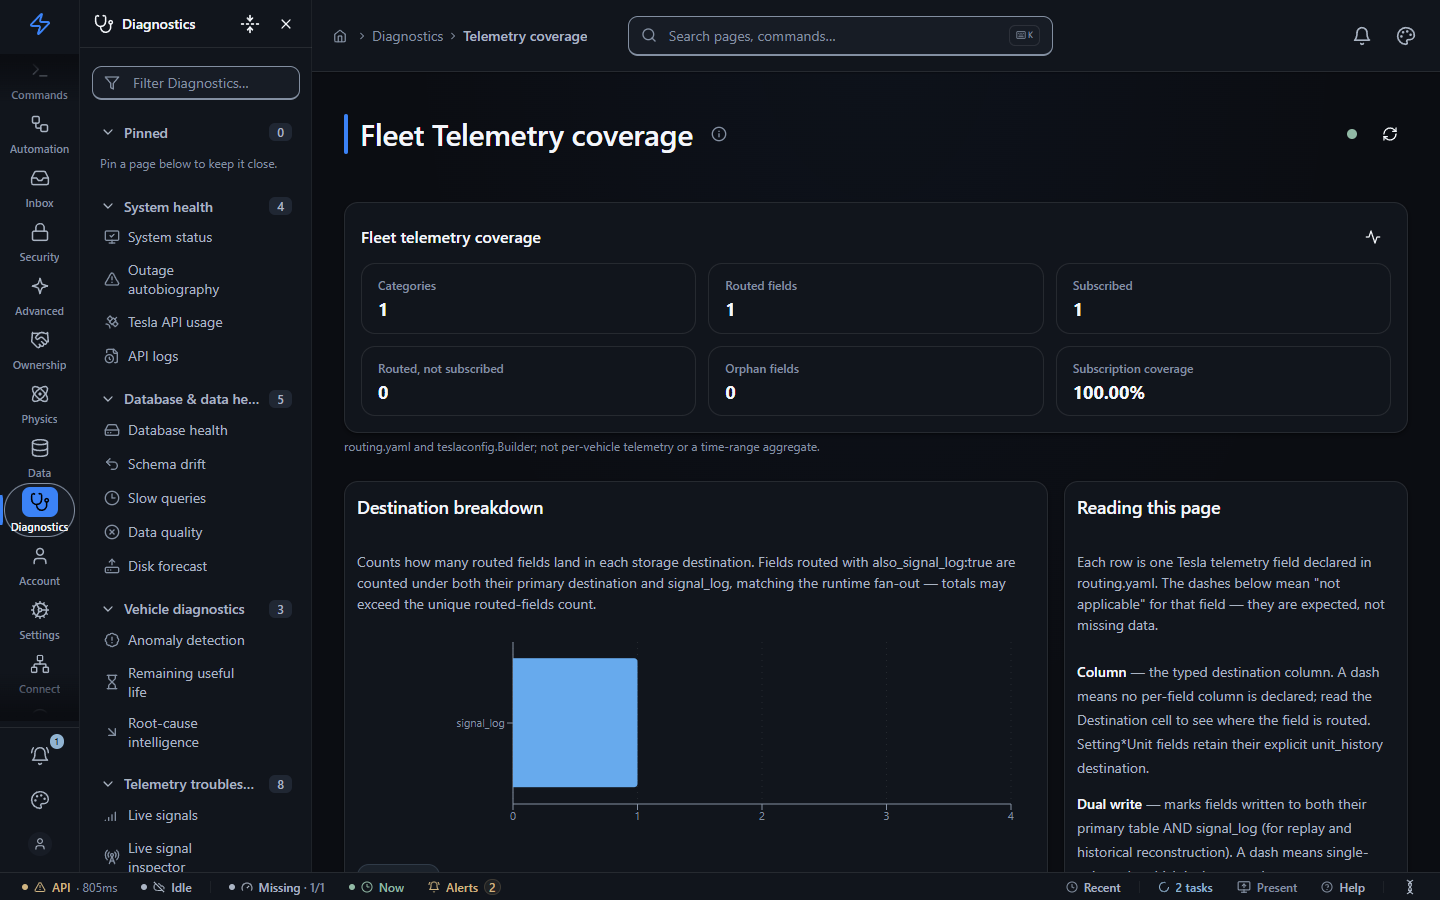 Commands
Automation
Inbox
Security
Advanced
Ownership
Physics
Data
Diagnostics
Account
Settings
Connect
1
Diagnostics
Filter Diagnostics...
Pinned 0
Pin a page below to keep it close.
System health 4
System status
Outage
autobiography
Tesla API usage
API logs
Database & data he... 5
Database health
Schema drift
Slow queries
Data quality
Disk forecast
Vehicle diagnostics 3
Anomaly detection
Remaining useful
life
Root-cause
intelligence
Telemetry troubles... 8
Live signals
Live signal
inspector
Diagnostics > Telemetry coverage
Search pages, commands...
K
Fleet Telemetry coverage
Fleet telemetry coverage
Categories
1
Routed fields
1
Subscribed
1
Routed, not subscribed
0
Orphan fields
0
Subscription coverage
100.00%
routing.yaml and teslaconfig.Builder; not per-vehicle telemetry or a time-range aggregate.
Destination breakdown
Counts how many routed fields land in each storage destination. Fields routed with also_signal_log:true are
counted under both their primary destination and signal_log, matching the runtime fan-out — totals may
exceed the unique routed-fields count.
signal_log
0 1 2 3 4
Reading this page
Each row is one Tesla telemetry field declared in
routing.yaml. The dashes below mean "not
applicable" for that field — they are expected, not
missing data.
Column — the typed destination column. A dash
means no per-field column is declared; read the
Destination cell to see where the field is routed.
Setting*Unit fields retain their explicit unit_history
destination.
Dual write — marks fields written to both their
primary table AND signal_log (for replay and
historical reconstruction). A dash means single-
API · 805ms
Idle
Missing · 1/1
Now
Alerts 2
Recent
2 tasks
Present
Help